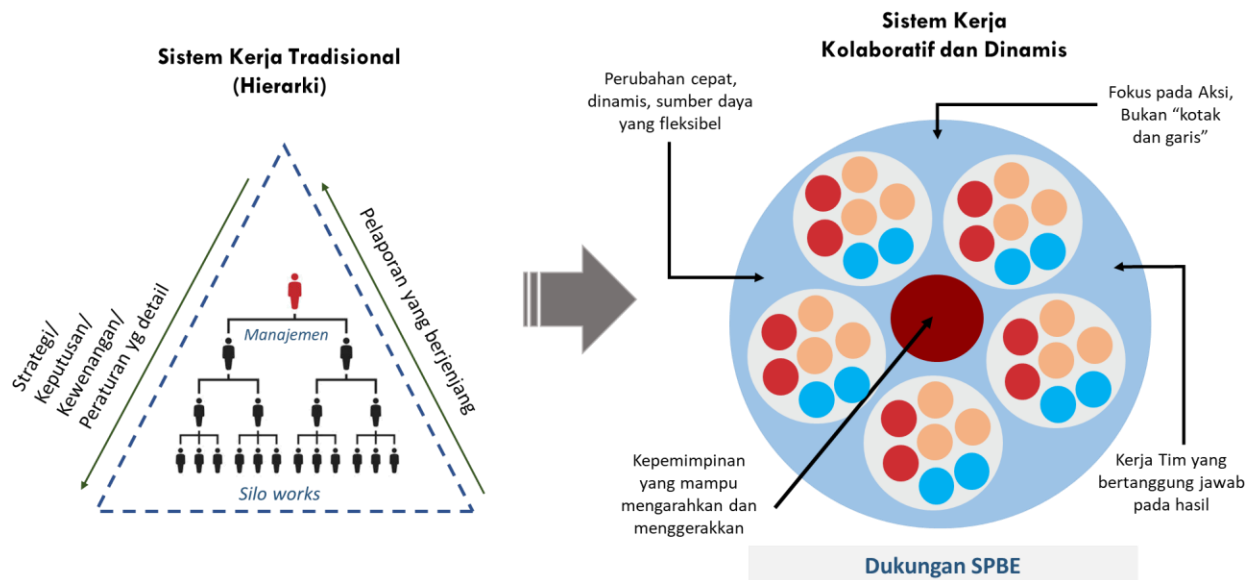 Sistem Kerja Tradisional
(Hierarki)
Strategi/
Keputusan/
Kewenangan/
Peraturan yg detail
Pelaporan yang berjenjang
Manajemen
Silo works
Sistem Kerja
Kolaboratif dan Dinamis
Perubahan cepat,
dinamis, sumber daya
yang fleksibel
Fokus pada Aksi,
Bukan “kotak
dan garis”
Kepemimpinan
yang mampu
mengarahkan dan
menggerakkan
Kerja Tim yang
bertanggung jawab
pada hasil
Dukungan SPBE